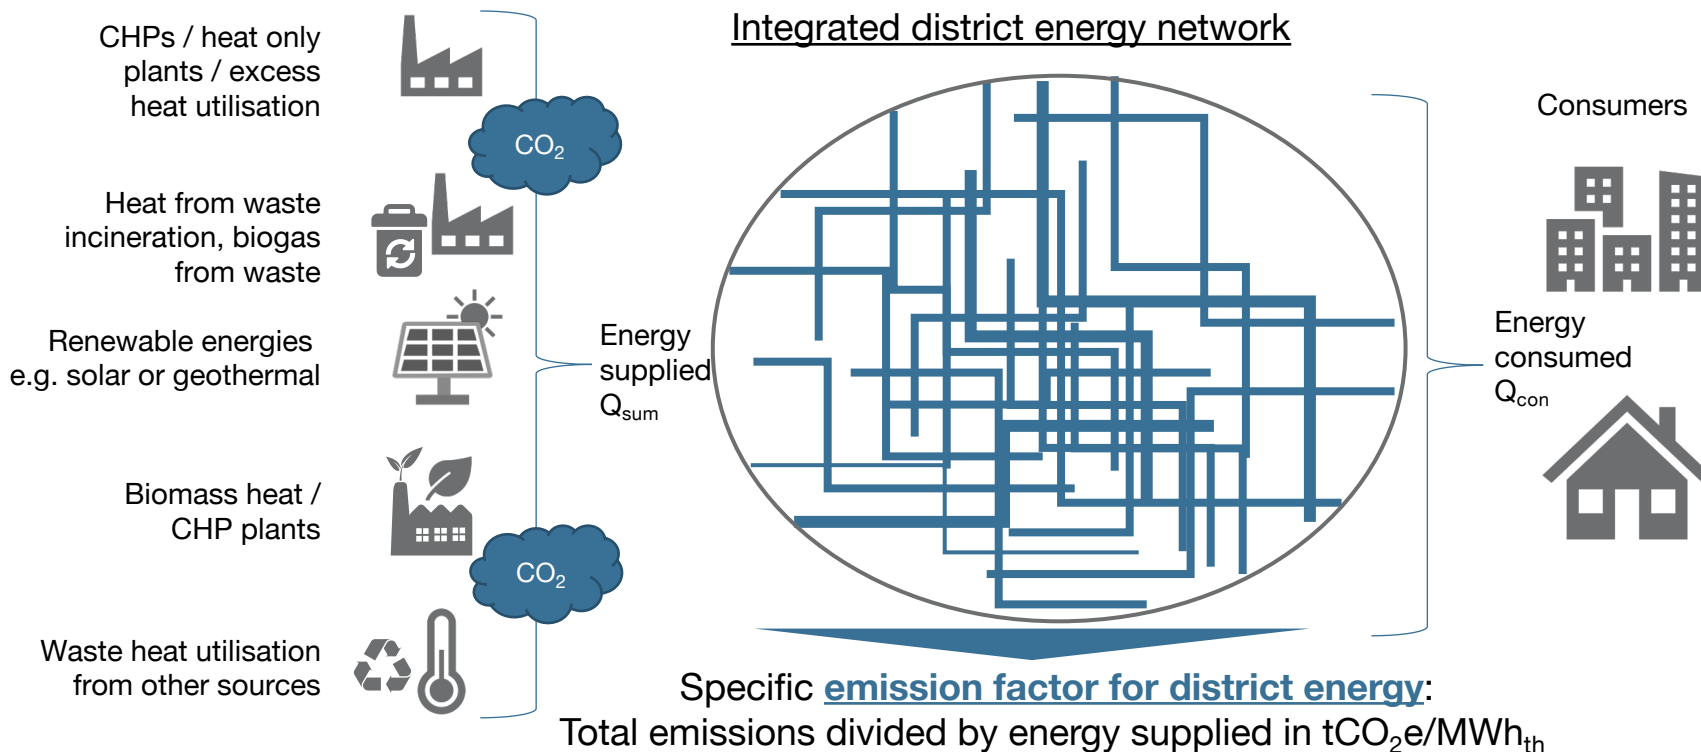 Integrated district energy network
CHPs / heat only
plants / excess
heat utilisation
CO₂
Heat from waste
incineration, biogas
from waste
Renewable energies
e.g. solar or geothermal
Biomass heat /
CHP plants
CO₂
Waste heat utilisation
from other sources
Energy
supplied
Qsum
Consumers
Energy
consumed
Qcon
Specific emission factor for district energy:
Total emissions divided by energy supplied in tCO₂e/MWhth